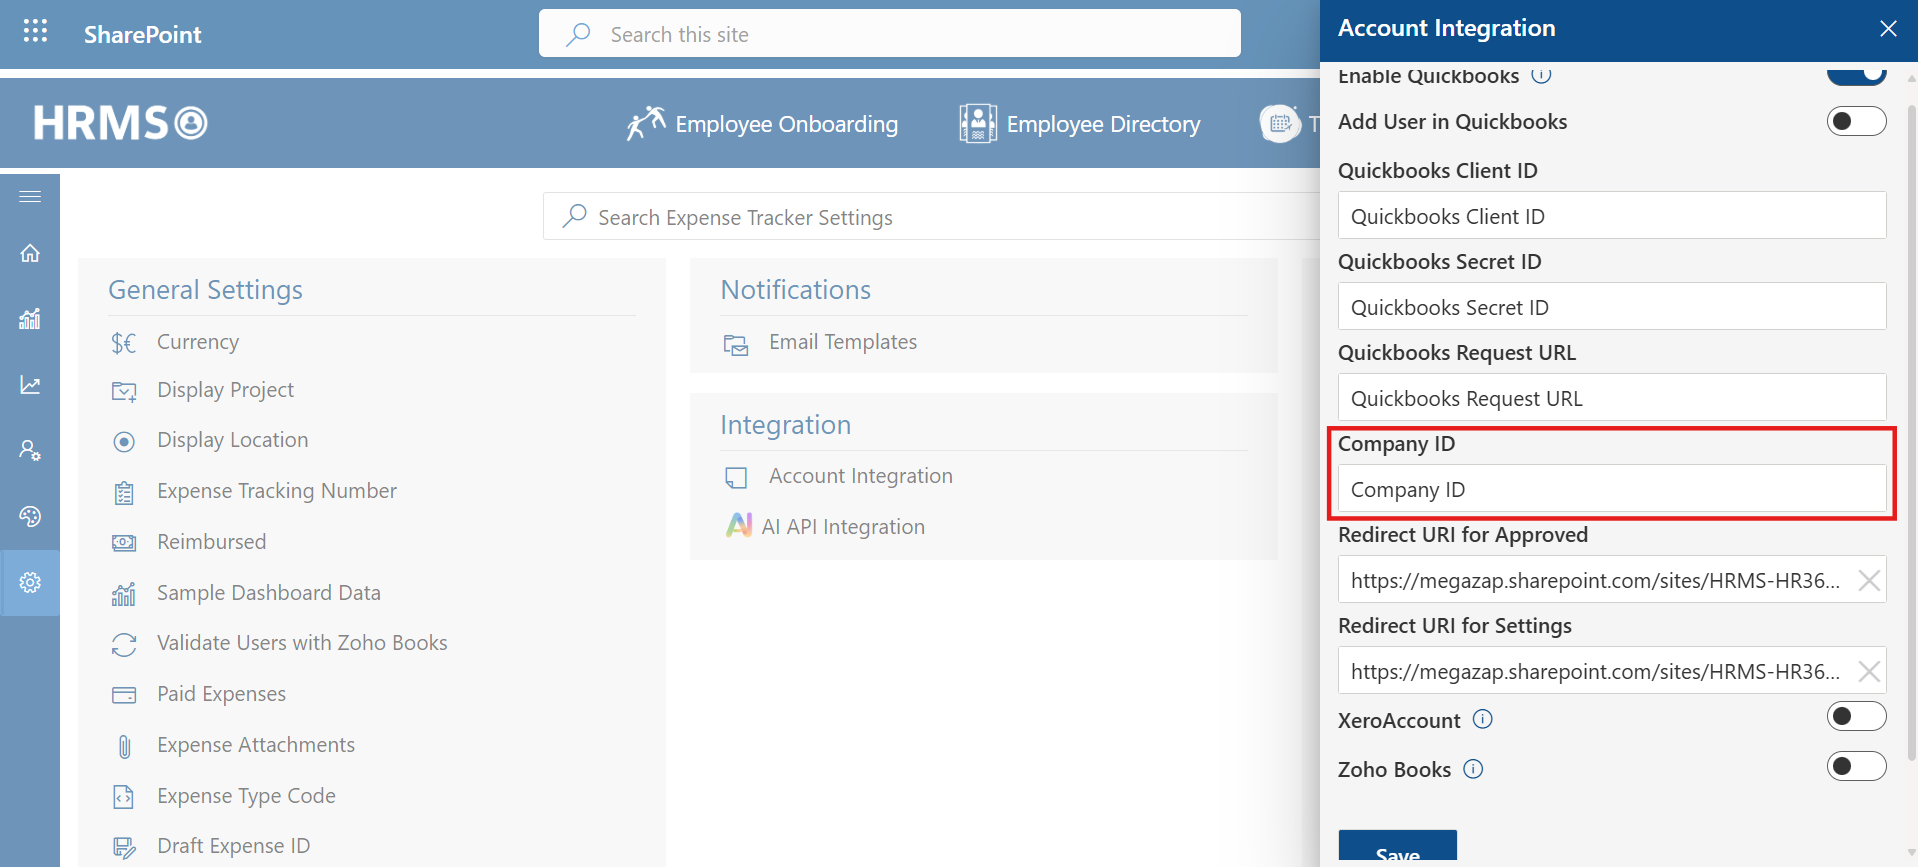 SharePoint
Search this site
HRMS
Employee Onboarding
Employee Directory
T
Search Expense Tracker Settings
General Settings
Currency
Display Project
Display Location
Expense Tracking Number
Reimbursed
Sample Dashboard Data
Validate Users with Zoho Books
Paid Expenses
Expense Attachments
Expense Type Code
Draft Expense ID
Notifications
Email Templates
Integration
Account Integration
AI API Integration
Account Integration
Enable Quickbooks
Add User in Quickbooks
Quickbooks Client ID
Quickbooks Client ID
Quickbooks Secret ID
Quickbooks Secret ID
Quickbooks Request URL
Quickbooks Request URL
Company ID
Company ID
Redirect URI for Approved
https://megazap.sharepoint.com/sites/HRMS-HR36...
Redirect URI for Settings
https://megazap.sharepoint.com/sites/HRMS-HR36...
XeroAccount
Zoho Books
Save